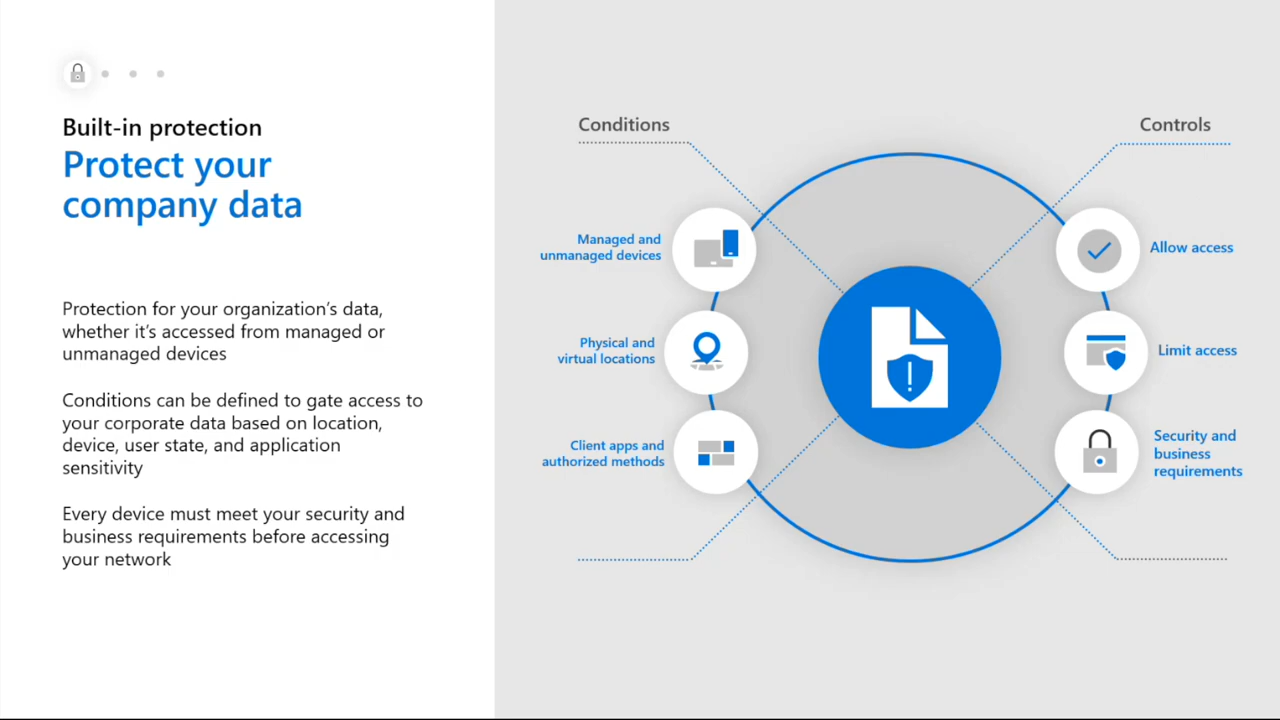 Built-in protection
Protect your
company data
Protection for your organization’s data,
whether it’s accessed from managed or
unmanaged devices
Conditions can be defined to gate access to
your corporate data based on location,
device, user state, and application
sensitivity
Every device must meet your security and
business requirements before accessing
your network
Conditions
Managed and
unmanaged devices
Physical and
virtual locations
Client apps and
authorized methods
Controls
Allow access
Limit access
Security and
business
requirements